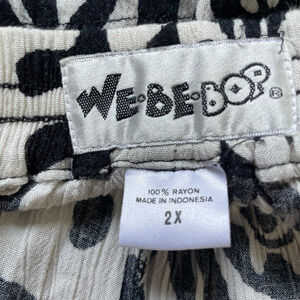 WE·BE·BOP®
100% RAYON
MADE IN INDONESIA
2X